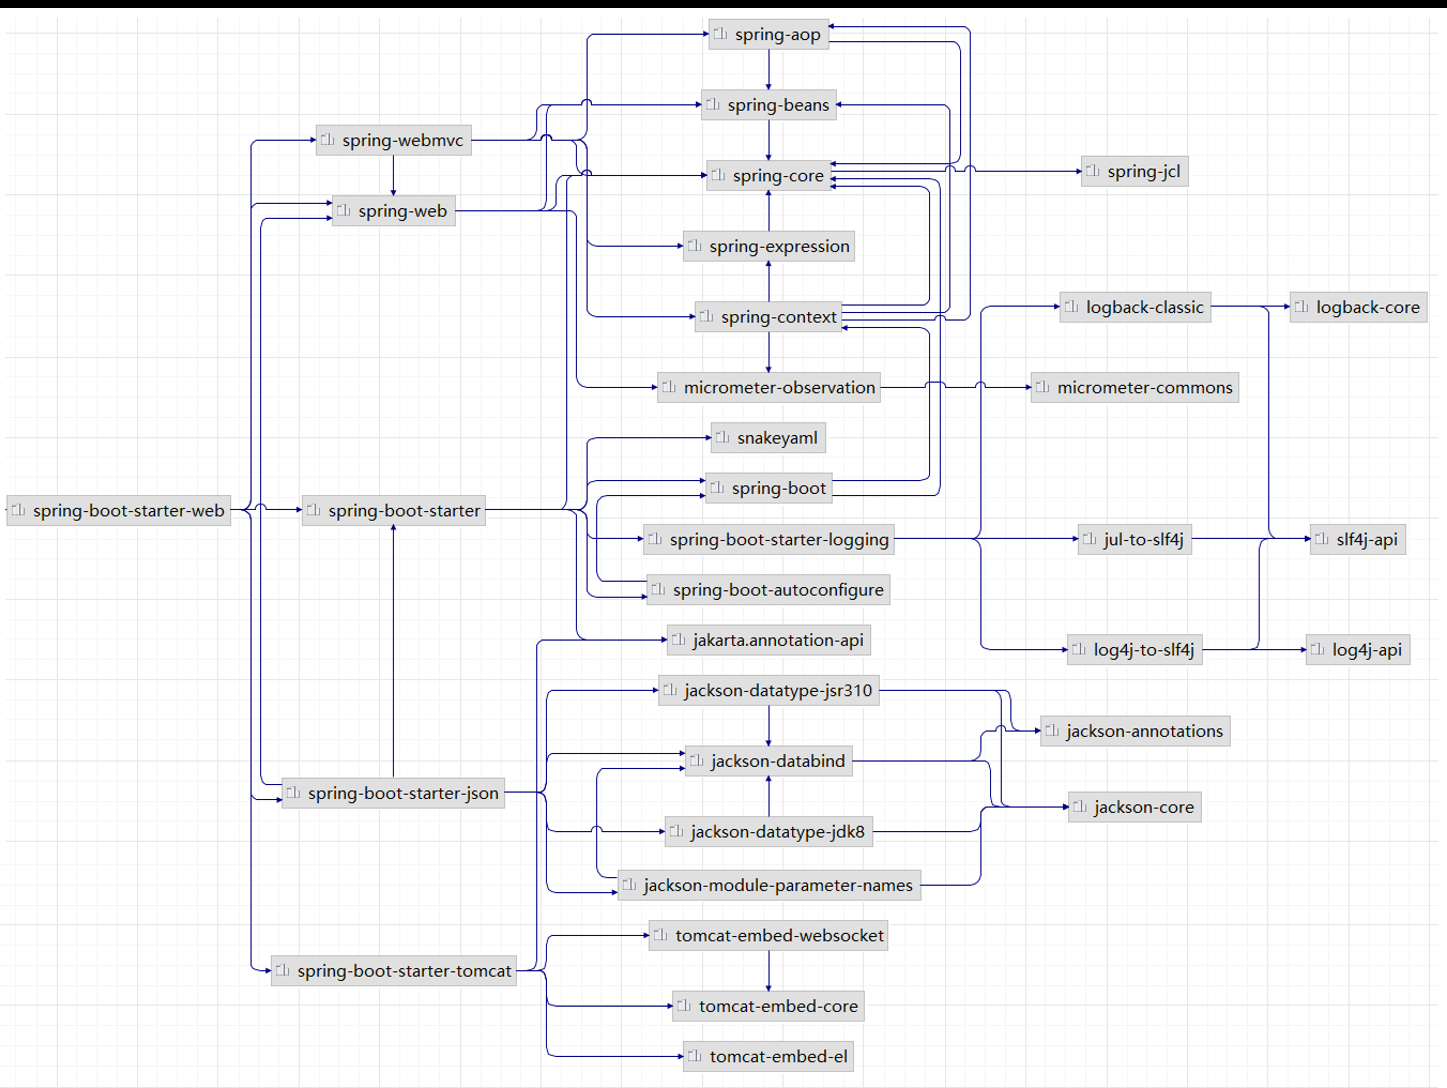 spring-aop
spring-beans
spring-webmvc
spring-core
spring-jcl
spring-web
spring-expression
spring-context
logback-classic
logback-core
micrometer-observation
micrometer-commons
snakeyaml
spring-boot
spring-boot-starter-web
spring-boot-starter
spring-boot-starter-logging
jul-to-slf4j
slf4j-api
spring-boot-autoconfigure
jakarta.annotation-api
log4j-to-slf4j
log4j-api
jackson-datatype-jsr310
jackson-annotations
jackson-databind
spring-boot-starter-json
jackson-core
jackson-datatype-jdk8
jackson-module-parameter-names
tomcat-embed-websocket
spring-boot-starter-tomcat
tomcat-embed-core
tomcat-embed-el